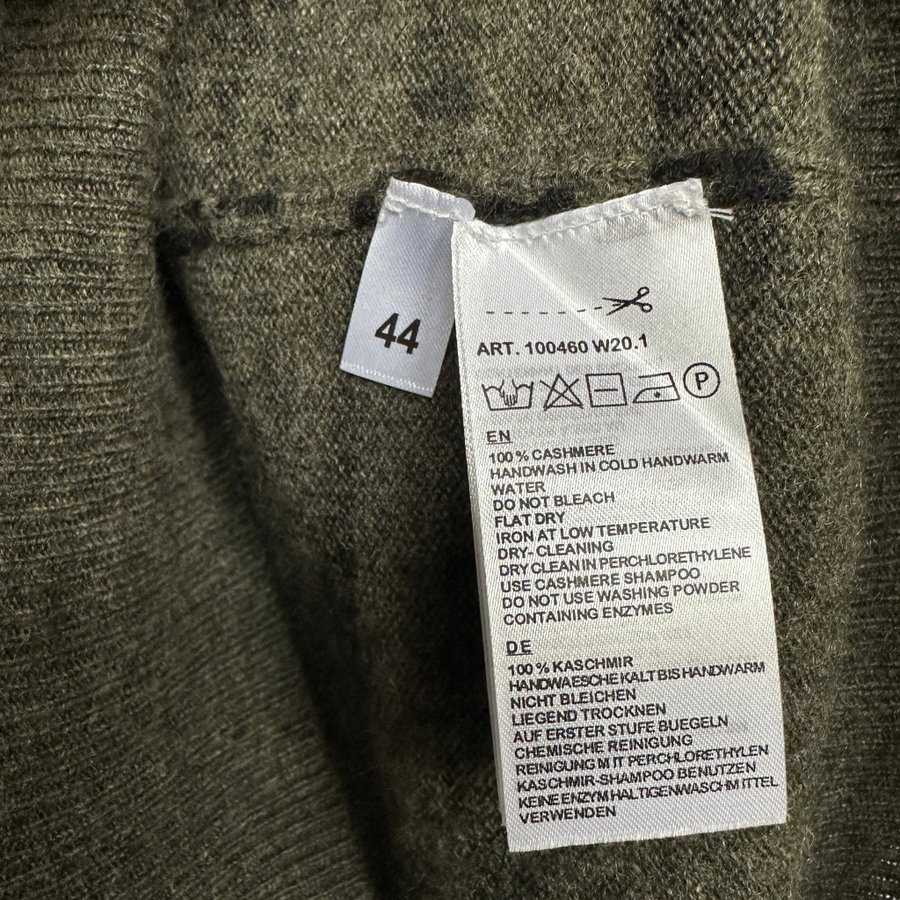 44
ART. 100460 W20.1
P
EN
100 % CASHMERE
HANDWASH IN COLD HANDWARM
WATER
DO NOT BLEACH
FLAT DRY
IRON AT LOW TEMPERATURE
DRY- CLEANING
DRY CLEAN IN PERCHLORETHYLENE
USE CASHMERE SHAMPOO
DO NOT USE WASHING POWDER
CONTAINING ENZYMES
DE
100 % KASCHMIR
HANDWAESCHE KALT BIS HANDWARM
NICHT BLEICHEN
LIEGEND TROCKNEN
AUF ERSTER STUFE BUEGELN
CHEMISCHE REINIGUNG
REINIGUNG MIT PERCHLORETHYLEN
KASCHMIR-SHAMPOO BENUTZEN
KEINE ENZYMHALTIGEN WASCHMITTEL
VERWENDEN